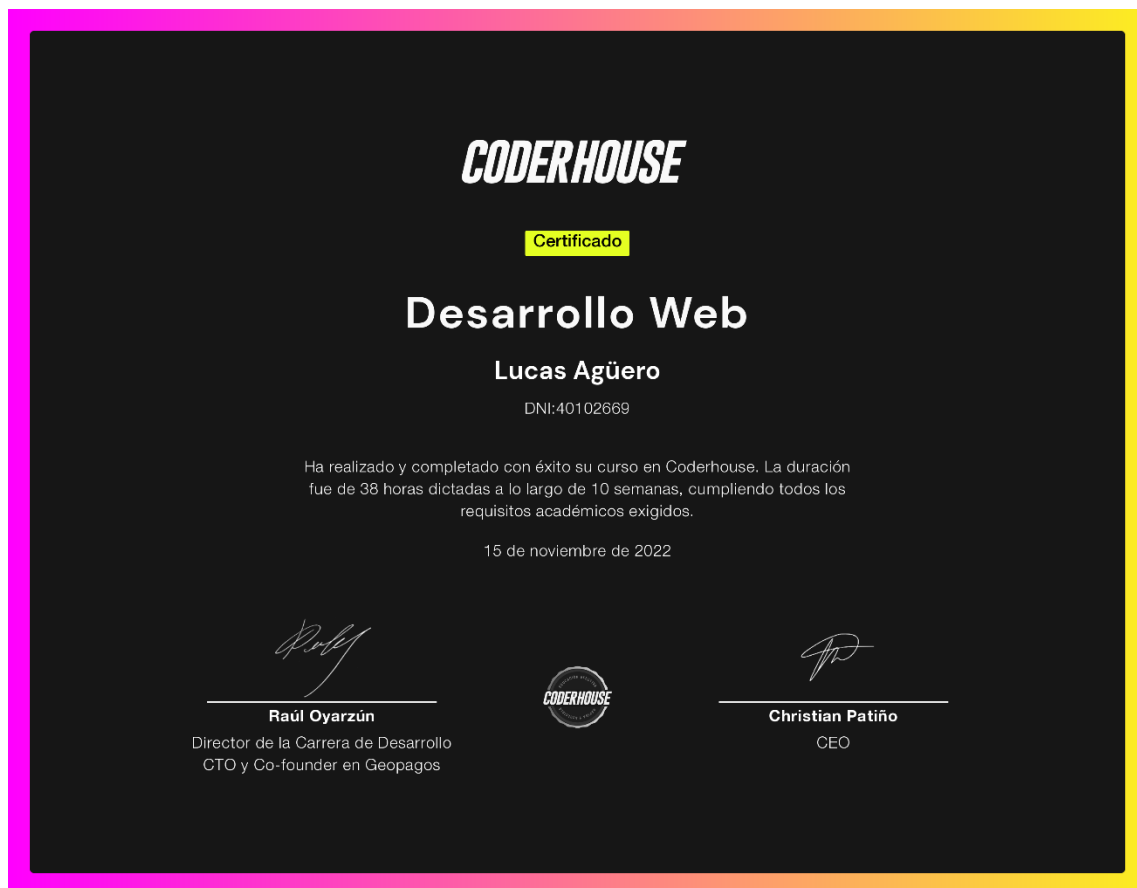 CODERHOUSE
Certificado
Desarrollo Web
Lucas Agüero
DNI:40102669
Ha realizado y completado con éxito su curso en Coderhouse. La duración
fue de 38 horas dictadas a lo largo de 10 semanas, cumpliendo todos los
requisitos académicos exigidos.
15 de noviembre de 2022
CODERHOUSE
Raúl Oyarzún
Director de la Carrera de Desarrollo
CTO y Co-founder en Geopagos
Christian Patiño
CEO